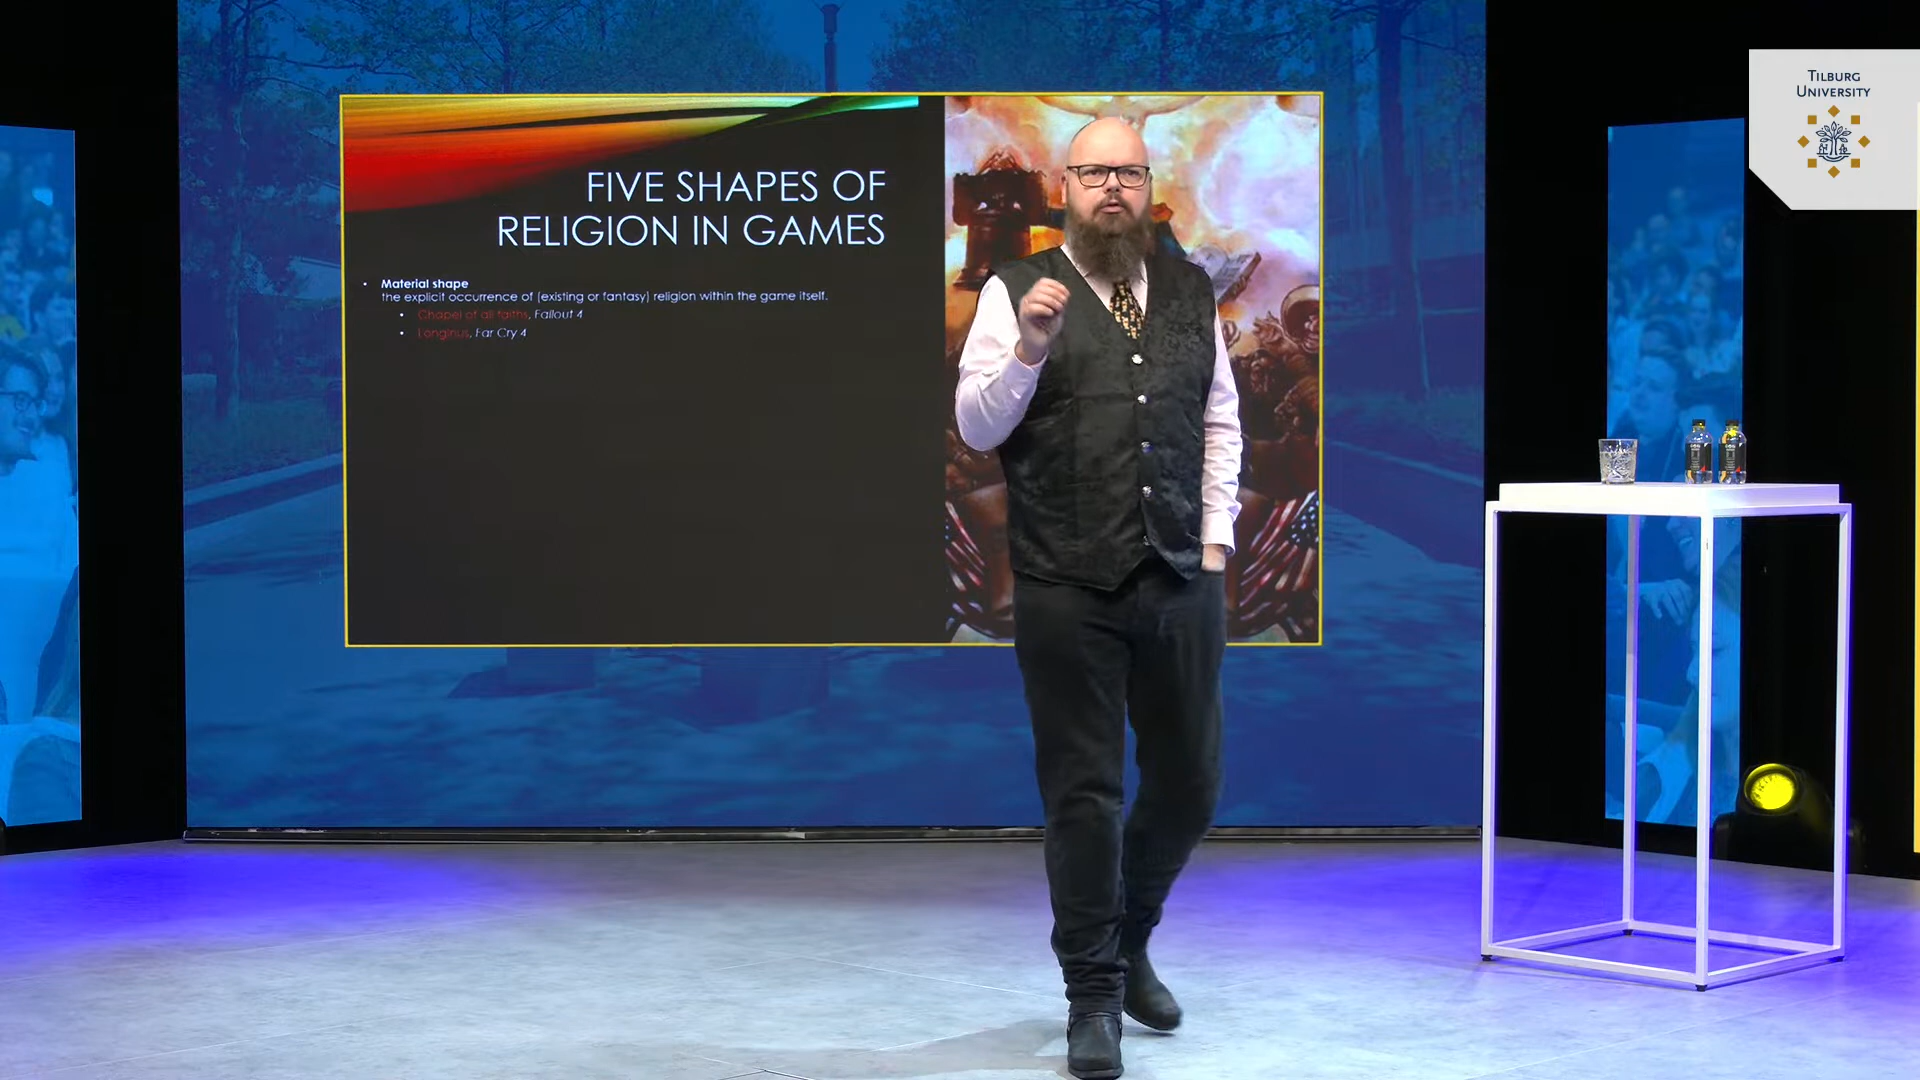 TILBURG
UNIVERSITY
FIVE SHAPES OF
RELIGION IN GAMES
• Material shape
the explicit occurrence of (existing or fantasy) religion within the game itself.
• Chapel of all faiths, Fallout 4
• Longinus, Far Cry 4